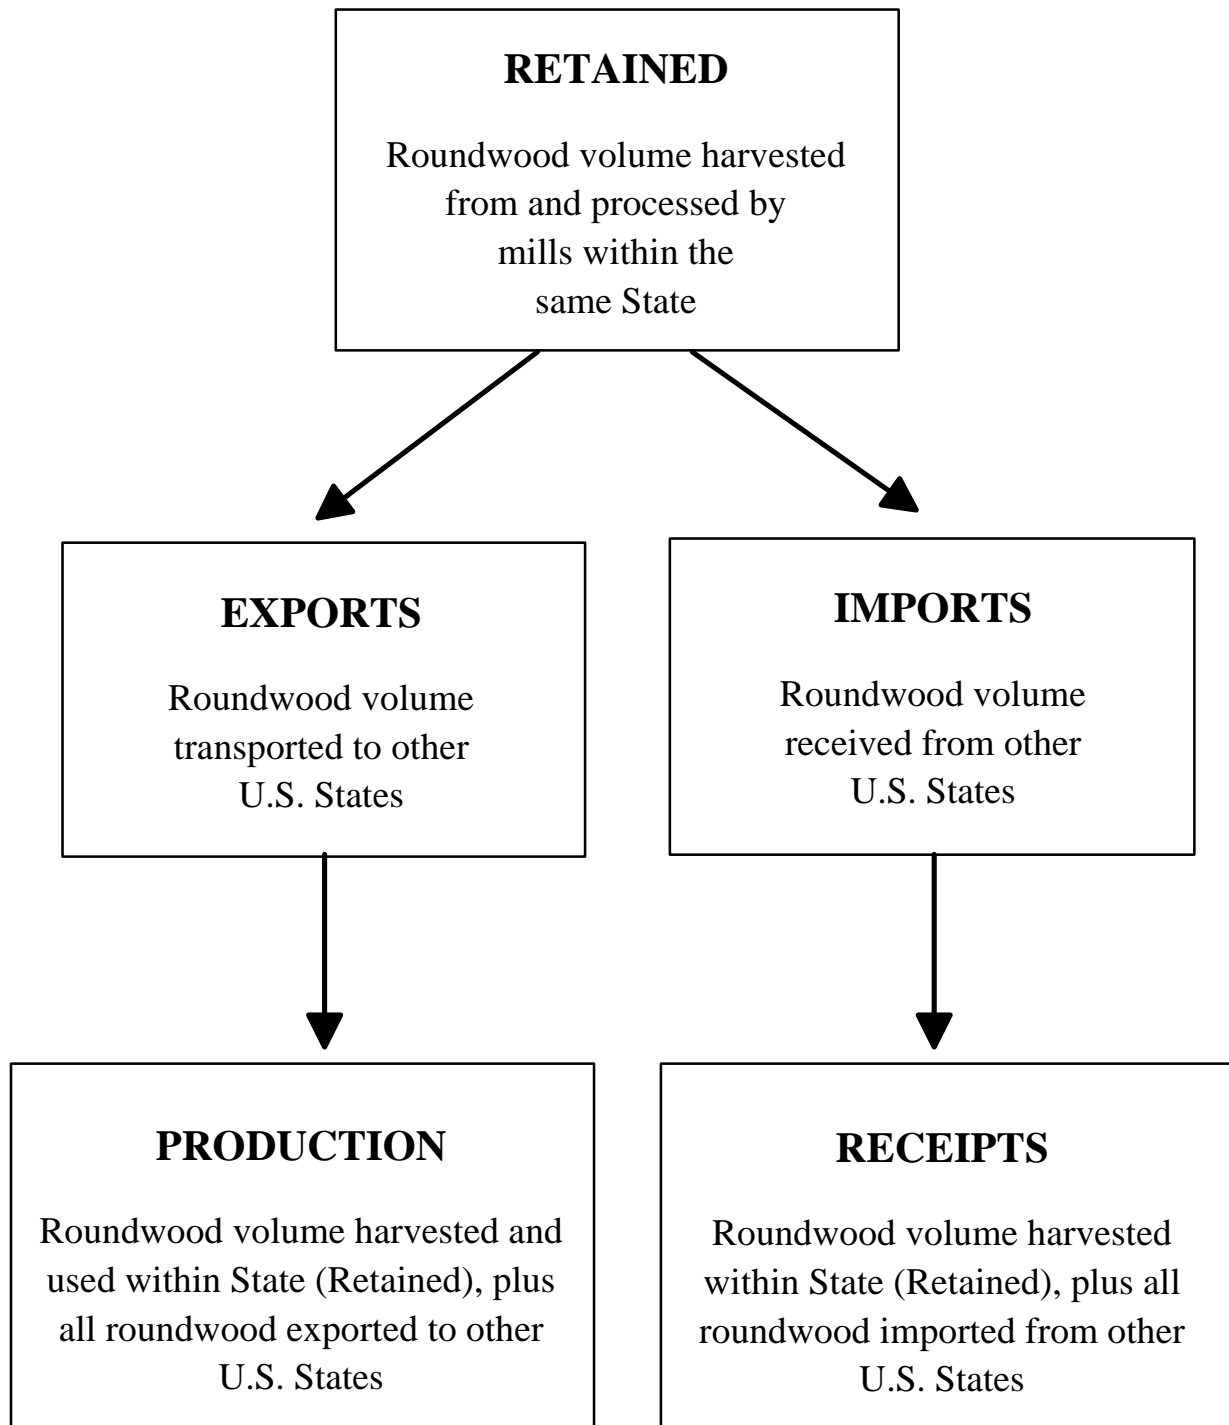 RETAINED
Roundwood volume harvested
from and processed by
mills within the
same State
EXPORTS
Roundwood volume
transported to other
U.S. States
IMPORTS
Roundwood volume
received from other
U.S. States
PRODUCTION
Roundwood volume harvested and
used within State (Retained), plus
all roundwood exported to other
U.S. States
RECEIPTS
Roundwood volume harvested
within State (Retained), plus all
roundwood imported from other
U.S. States